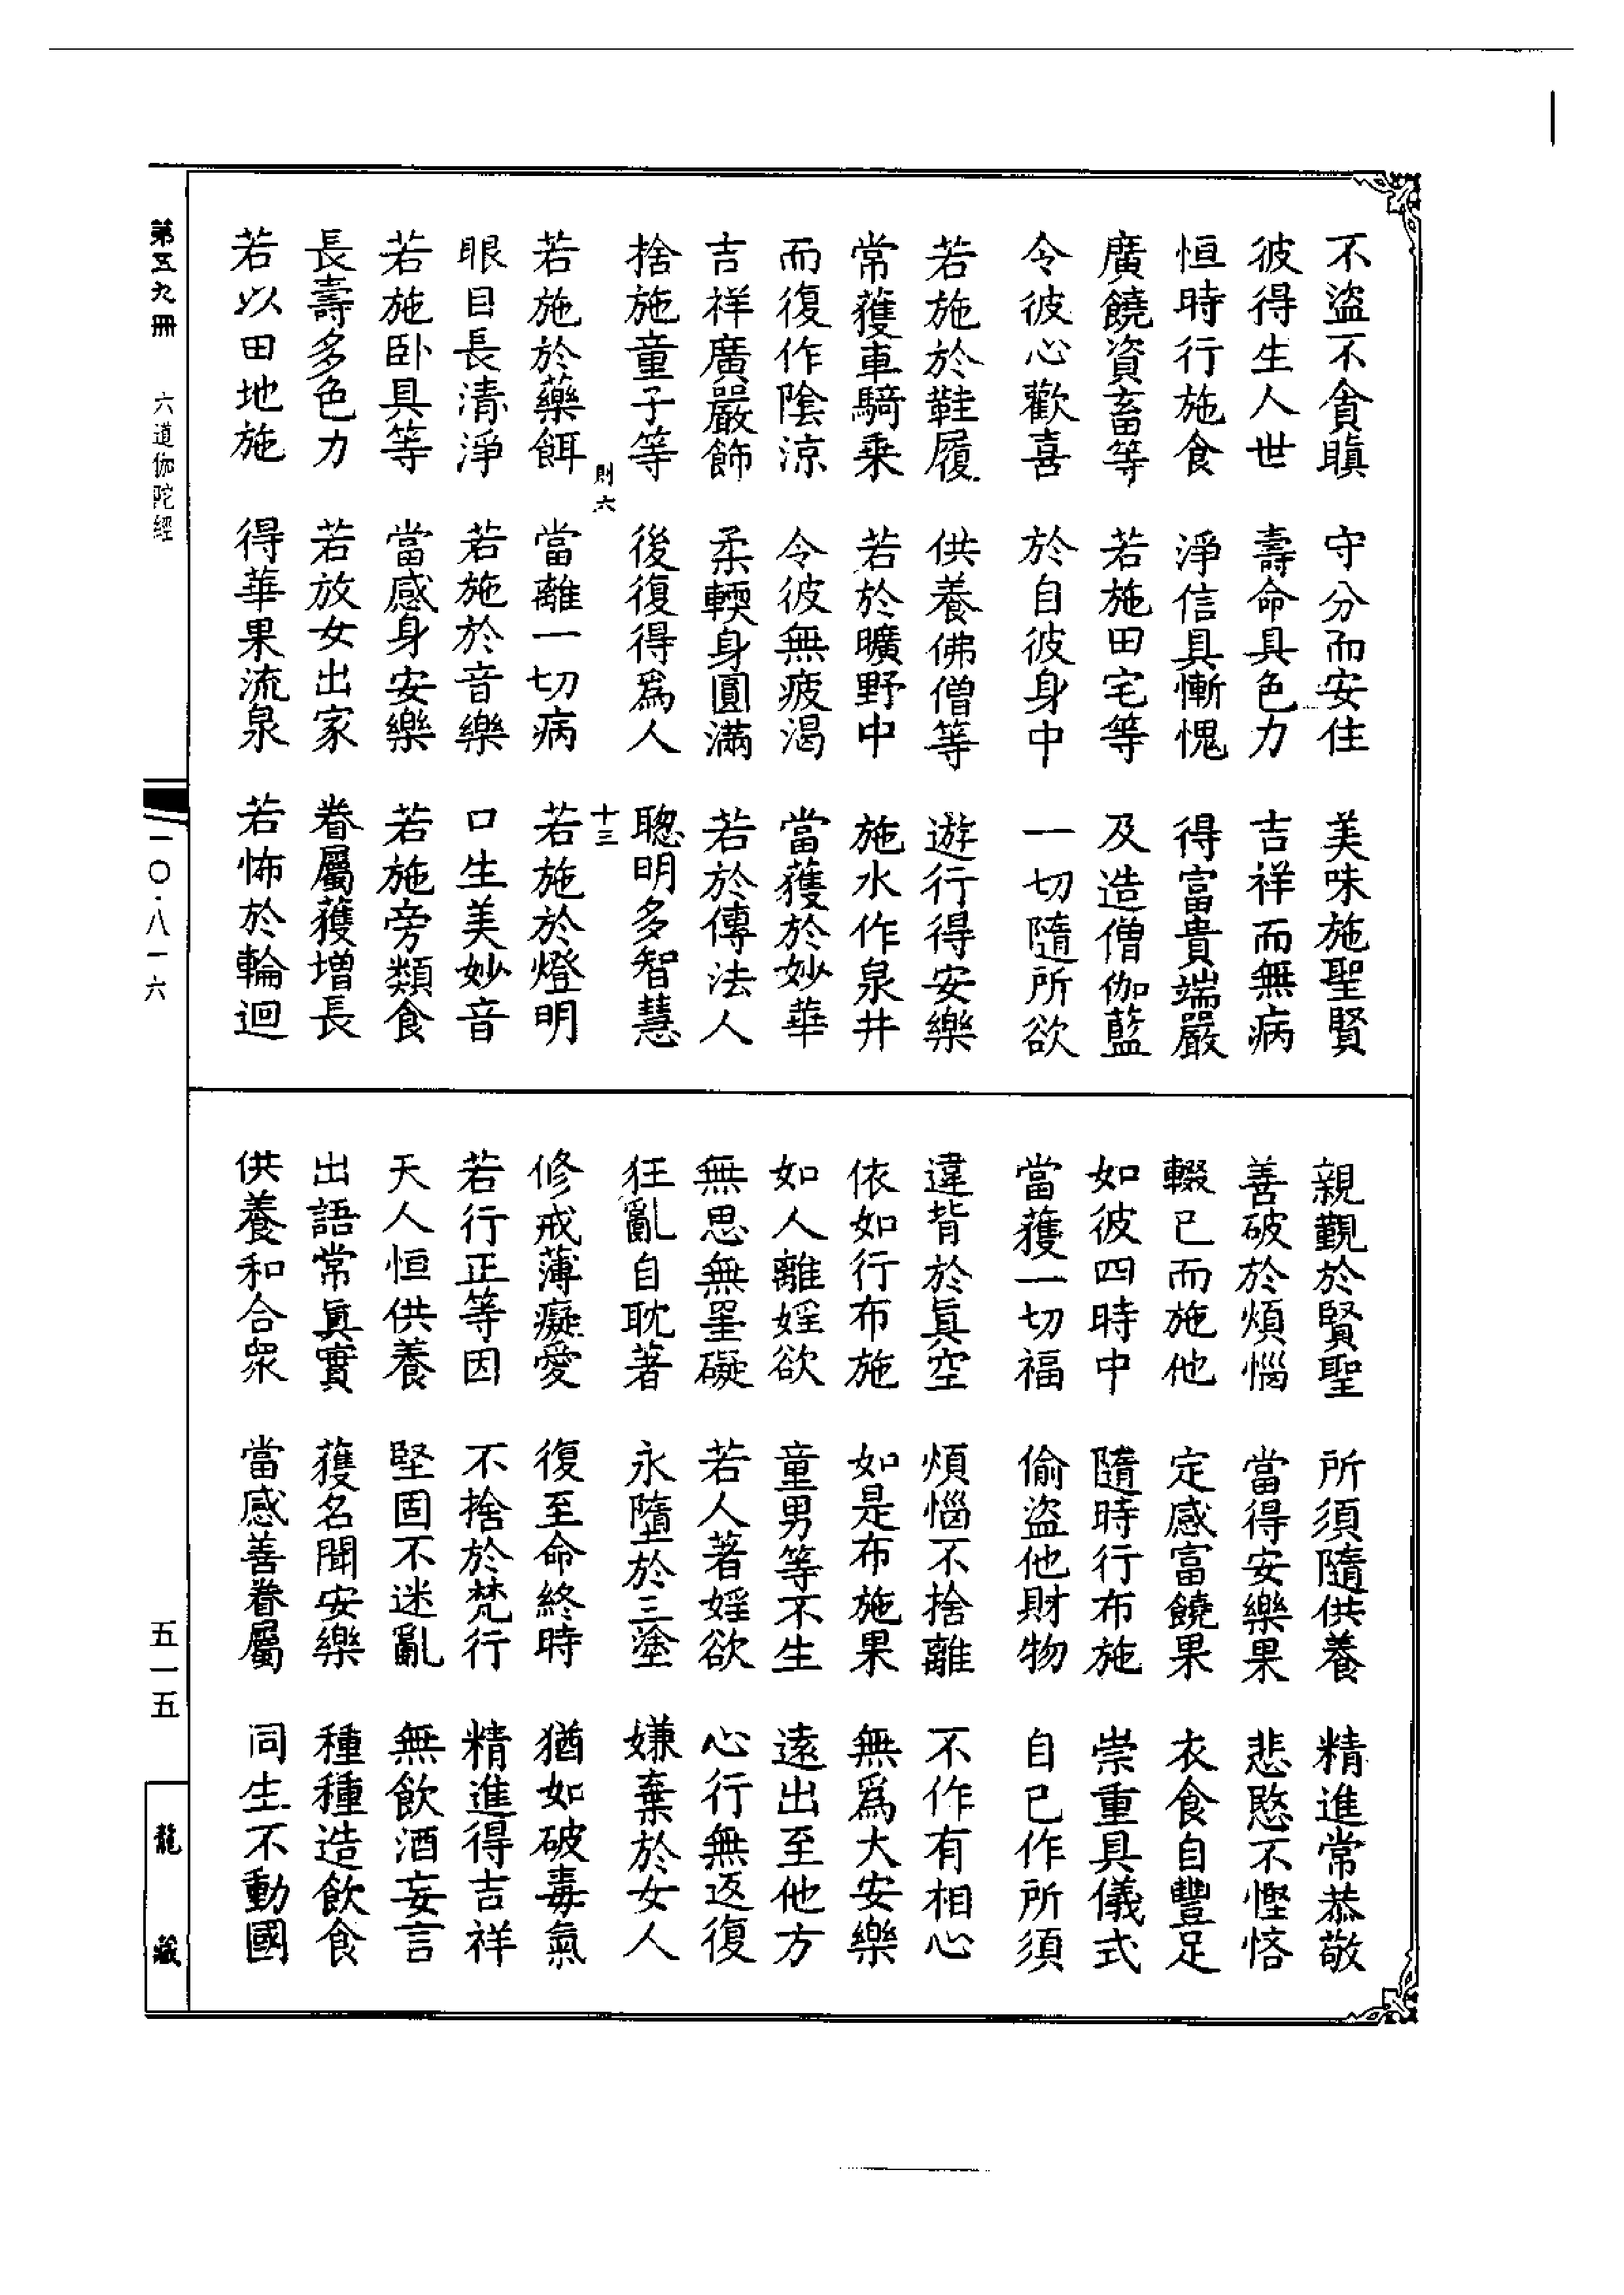 不盜不貪瞋　守分而安住　美味施聖賢
彼得生人世　壽命具色力　吉祥而無病
恒時行施食　淨信具慚愧　得富貴端嚴
廣饒資畜等　若施田宅等　及造僧伽藍
令彼心歡喜　於自彼身中　一切隨所欲
若施於鞋履　供養佛僧等　遊行得安樂
常獲車騎乘　若於曠野中　施水作泉井
而復作陰涼　令彼無疲渴　當獲於妙華
吉祥廣嚴飾　柔輭身圓滿　若於傳法人
捨施童子等　後復得爲人　聰明多智慧
則六　十三
若施於藥餌　當離一切病　若施於燈明
眼目長清淨　若施於音樂　口生美妙音
若施卧具等　當感身安樂　若施旁類食
長壽多色力　若放女出家　眷屬獲增長
若以田地施　得華果流泉　若怖於輪迴
親觀於賢聖　所須隨供養　精進常恭敬
善破於煩惱　當得安樂果　悲愍不慳悋
輟已而施他　定感富饒果　衣食自豐足
如彼四時中　隨時行布施　崇重具儀式
當獲一切福　偷盜他財物　自已作所須
違背於眞空　煩惱不捨離　不作有相心
依如行布施　如是布施果　無爲大安樂
如人離婬欲　童男等不生　遠出至他方
無思無罣礙　若人著婬欲　心行無返復
狂亂自耽著　永墮於三塗　嫌棄於女人
修戒薄癡愛　復至命終時　猶如破毒氣
若行正等因　不捨於梵行　精進得吉祥
天人恒供養　堅固不迷亂　無飲酒妄言
出語常眞實　獲名聞安樂　種種造飲食
供養和合衆　當感善眷屬　同生不動國
第五九冊　六道伽陀經　一〇·八一六　五一五　龍藏